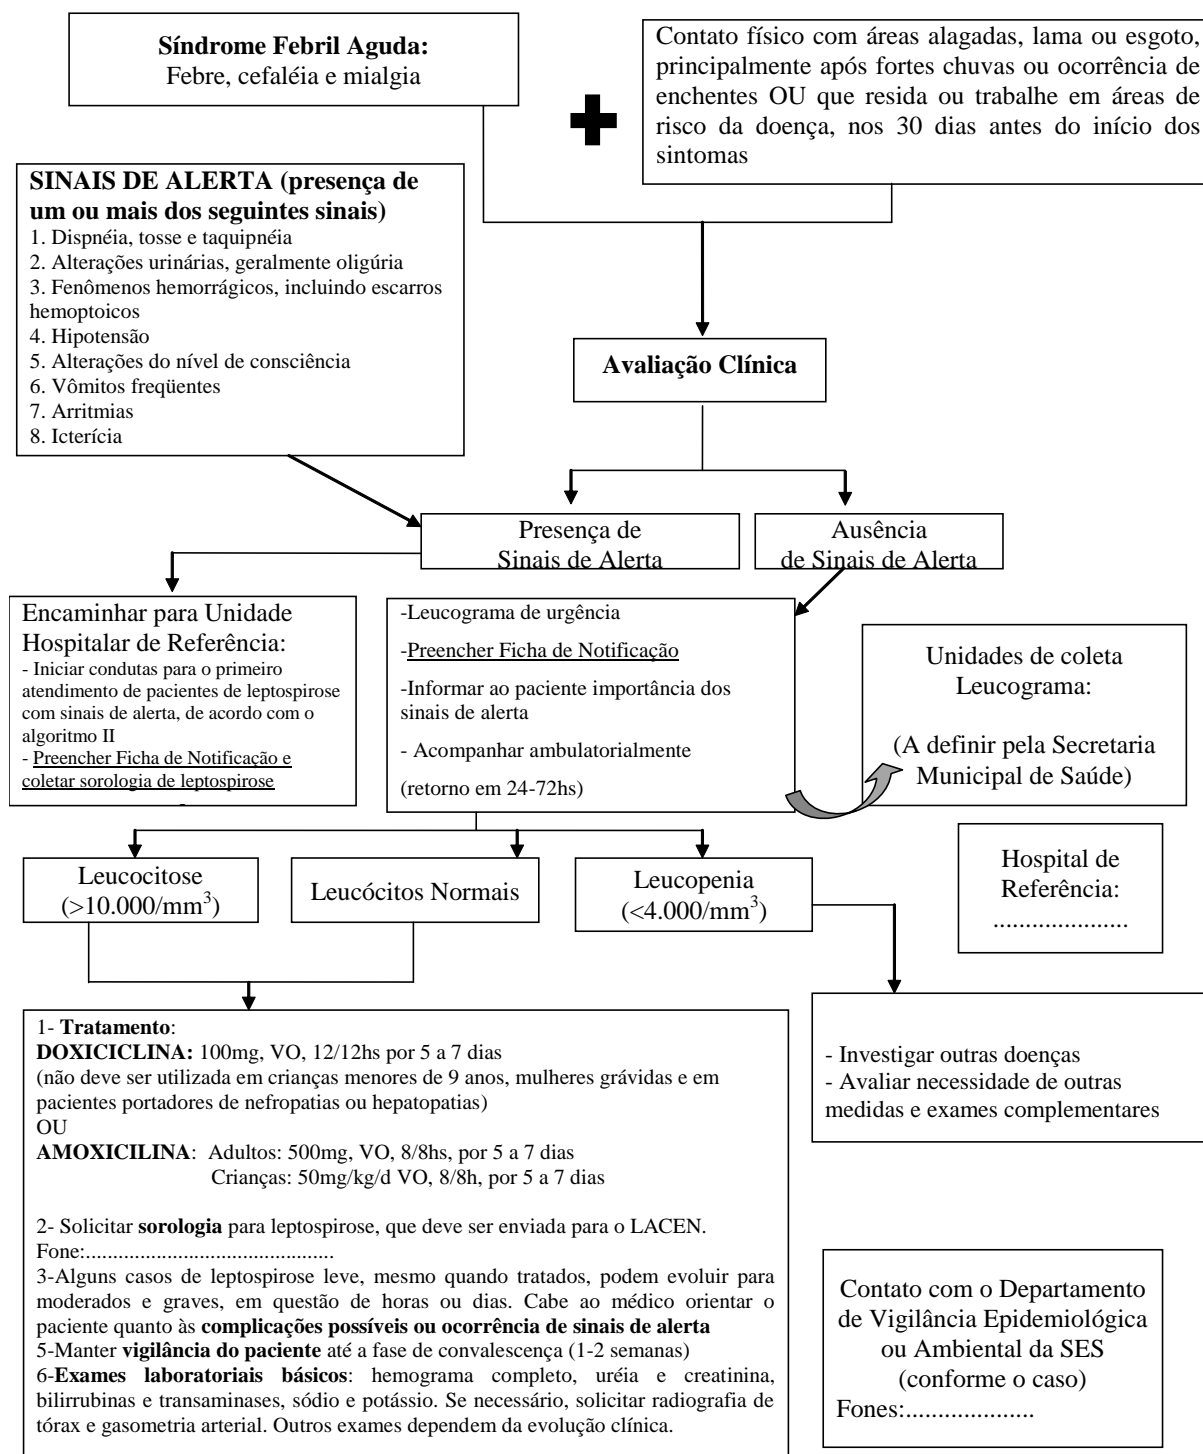 Síndrome Febril Aguda:
Febre, cefaléia e mialgia
Contato físico com áreas alagadas, lama ou esgoto,
principalmente após fortes chuvas ou ocorrência de
enchentes OU que resida ou trabalhe em áreas de
risco da doença, nos 30 dias antes do início dos
sintomas
SINAIS DE ALERTA (presença de
um ou mais dos seguintes sinais)
1. Dispnéia, tosse e taquipnéia
2. Alterações urinárias, geralmente oligúria
3. Fenômenos hemorrágicos, incluindo escarros
hemoptoicos
4. Hipotensão
5. Alterações do nível de consciência
6. Vômitos freqüentes
7. Arritmias
8. Icterícia
Avaliação Clínica
Presença de
Sinais de Alerta
Ausência
de Sinais de Alerta
Encaminhar para Unidade
Hospitalar de Referência:
- Iniciar condutas para o primeiro
atendimento de pacientes de leptospirose
com sinais de alerta, de acordo com o
algoritmo II
- Preencher Ficha de Notificação e
coletar sorologia de leptospirose
-Leucograma de urgência
-Preencher Ficha de Notificação
-Informar ao paciente importância dos
sinais de alerta
- Acompanhar ambulatorialmente
(retorno em 24-72hs)
Unidades de coleta
Leucograma:
(A definir pela Secretaria
Municipal de Saúde)
Leucocitose
(>10.000/mm³)
Leucócitos Normais
Leucopenia
(<4.000/mm³)
Hospital de
Referência:
.....................
1- Tratamento:
DOXICICLINA: 100mg, VO, 12/12hs por 5 a 7 dias
(não deve ser utilizada em crianças menores de 9 anos, mulheres grávidas e em
pacientes portadores de nefropatias ou hepatopatias)
OU
AMOXICILINA: Adultos: 500mg, VO, 8/8hs, por 5 a 7 dias
Crianças: 50mg/kg/d VO, 8/8h, por 5 a 7 dias
2- Solicitar sorologia para leptospirose, que deve ser enviada para o LACEN.
Fone:.............................................
3-Alguns casos de leptospirose leve, mesmo quando tratados, podem evoluir para
moderados e graves, em questão de horas ou dias. Cabe ao médico orientar o
paciente quanto às complicações possíveis ou ocorrência de sinais de alerta
5-Manter vigilância do paciente até a fase de convalescença (1-2 semanas)
6-Exames laboratoriais básicos: hemograma completo, uréia e creatinina,
bilirrubinas e transaminases, sódio e potássio. Se necessário, solicitar radiografia de
tórax e gasometria arterial. Outros exames dependem da evolução clínica.
- Investigar outras doenças
- Avaliar necessidade de outras
medidas e exames complementares
Contato com o Departamento
de Vigilância Epidemiológica
ou Ambiental da SES
(conforme o caso)
Fones:...................